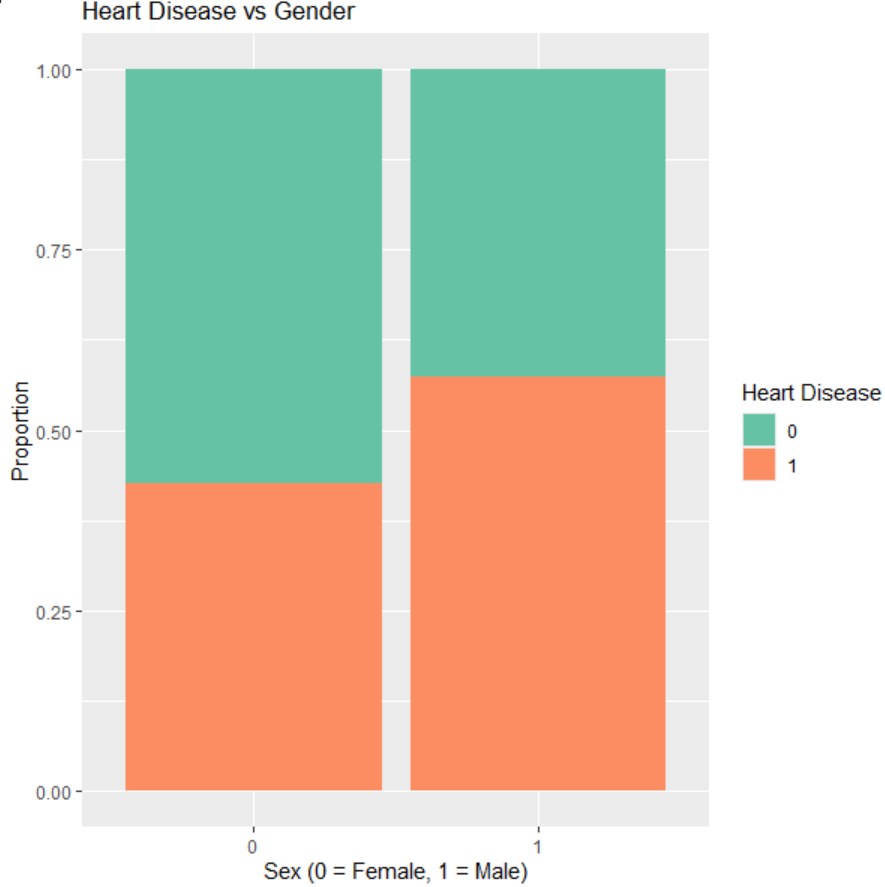 Heart Disease vs Gender
1.00
0.75
0.50
0.25
0.00
Proportion
0
1
Sex (0 = Female, 1 = Male)
Heart Disease
0
1